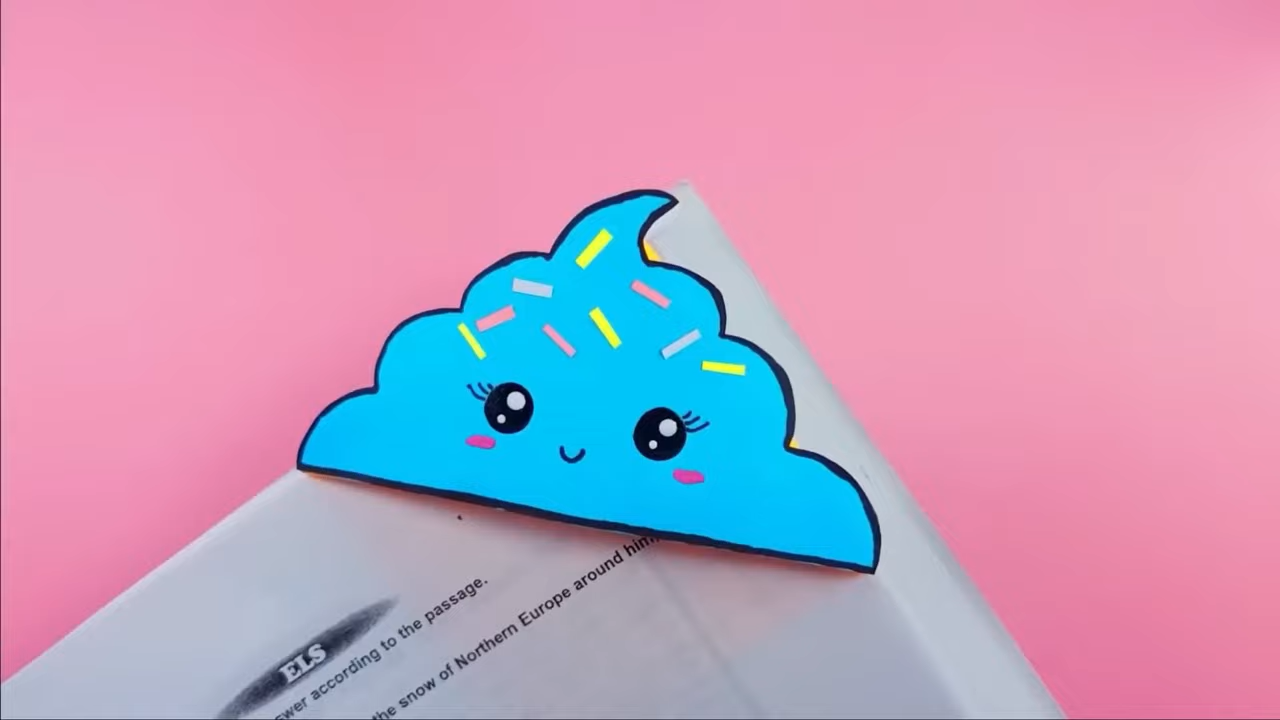 ELS
swer according to the passage.
the snow of Northern Europe around him,